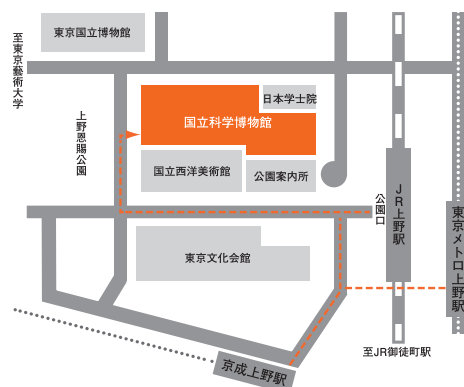 東京国立博物館
至東京藝術大学
日本学士院
上野恩賜公園
国立科学博物館
国立西洋美術館
公園案内所
公園口
JR上野駅
東京メトロ上野駅
東京文化会館
至JR御徒町駅
京成上野駅